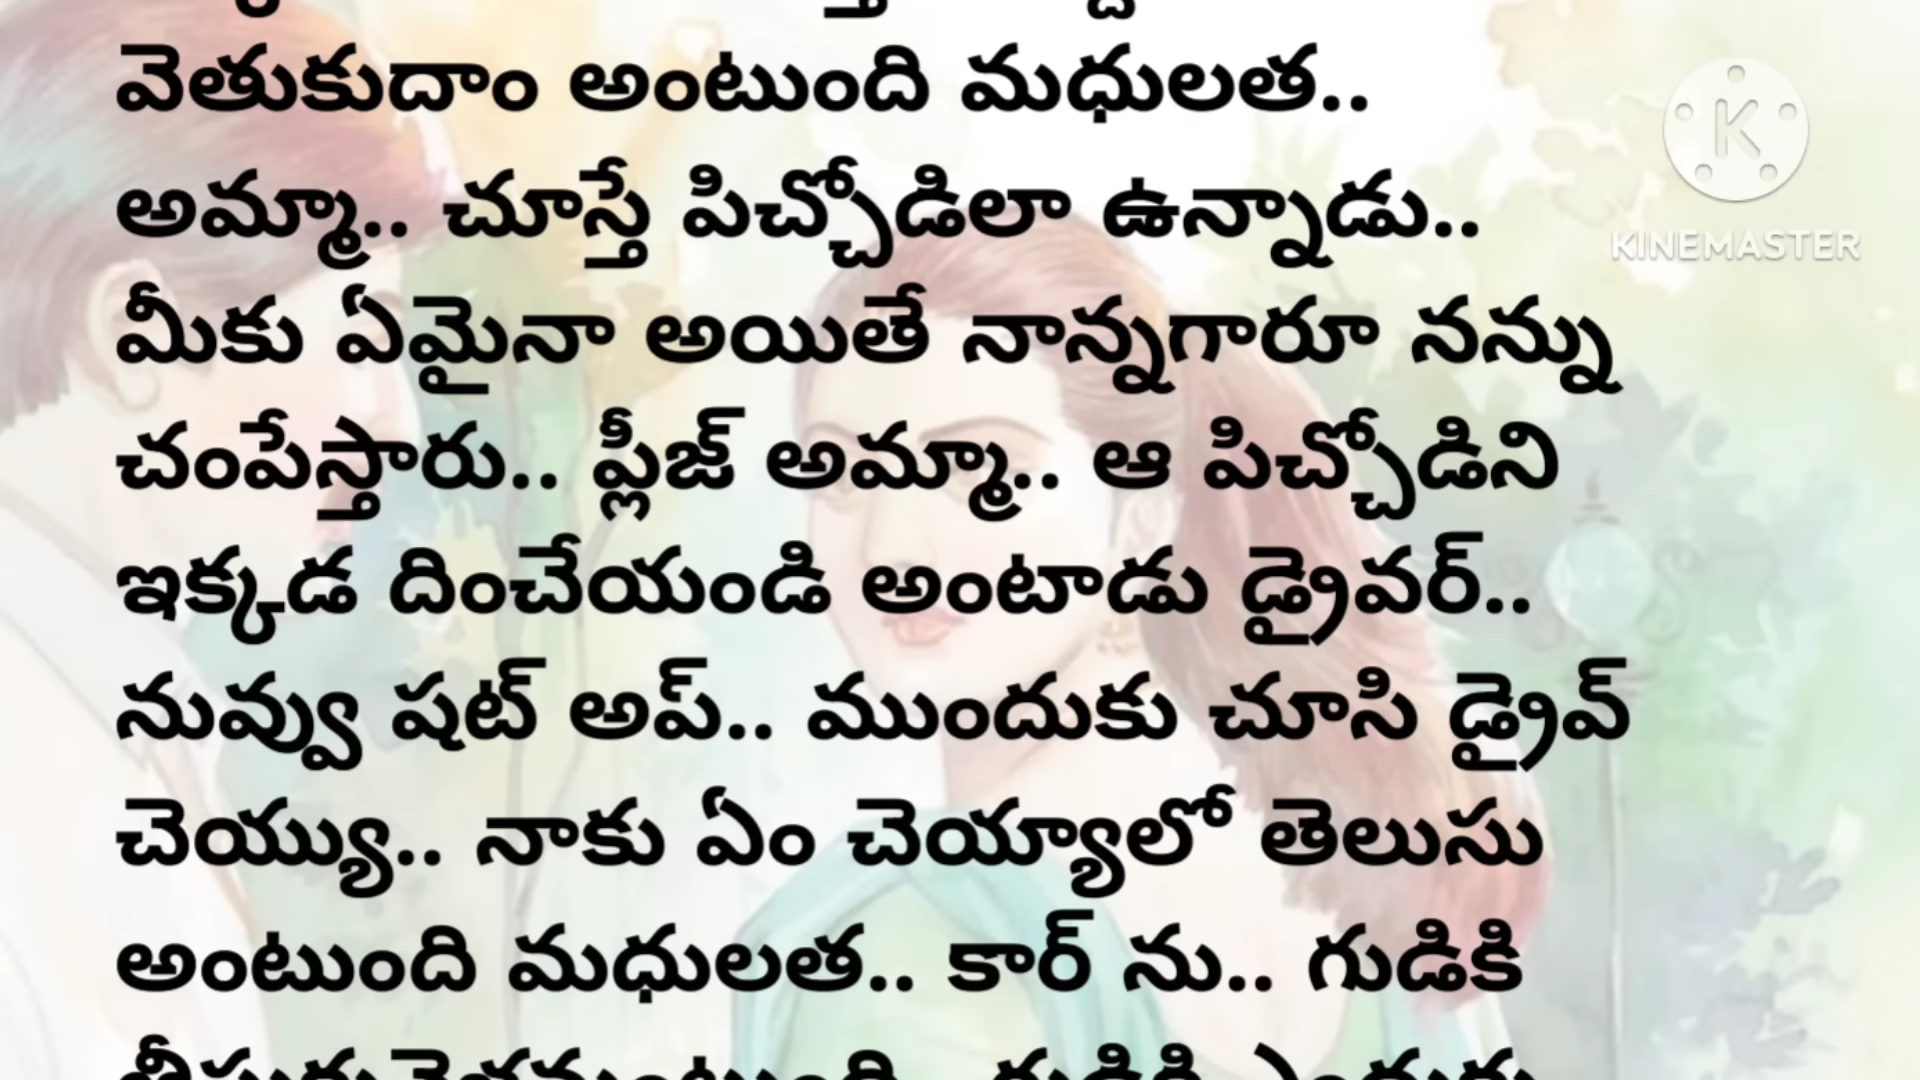 వెతుకుదాం అంటుంది మధులత..
అమ్మా.. చూస్తే పిచ్చోడిలా ఉన్నాడు..
మీకు ఏమైనా అయితే నాన్నగారూ నన్ను
చంపేస్తారు.. ప్లీజ్ అమ్మా.. ఆ పిచ్చోడిని
ఇక్కడ దించేయండి అంటాడు డ్రైవర్..
నువ్వు షట్ అప్.. ముందుకు చూసి డ్రైవ్
చెయ్యు.. నాకు ఏం చెయ్యాలో తెలుసు
అంటుంది మధులత.. కార్ ను.. గుడికి
K
KINEMASTER